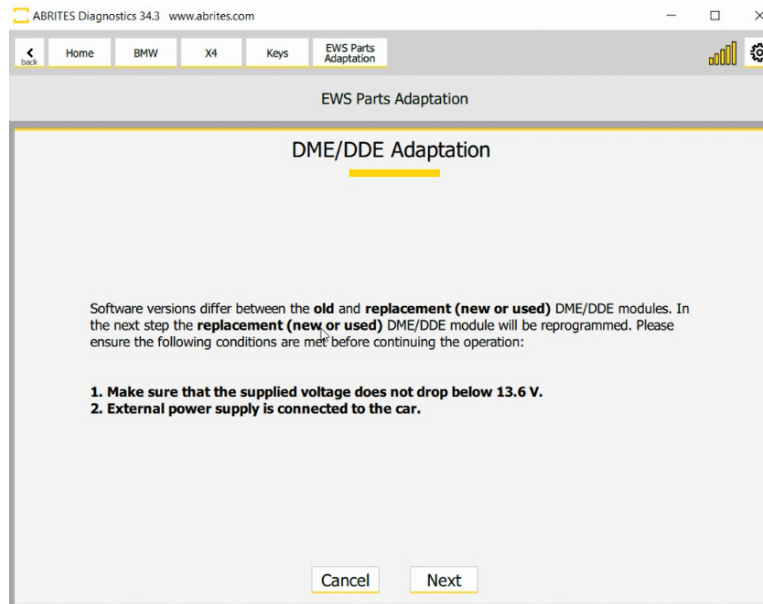 ABRITES Diagnostics 34.3 www.abrites.com
back
Home
BMW
X4
Keys
EWS Parts
Adaptation
EWS Parts Adaptation
DME/DDE Adaptation
Software versions differ between the old and replacement (new or used) DME/DDE modules. In
the next step the replacement (new or used) DME/DDE module will be reprogrammed. Please
ensure the following conditions are met before continuing the operation:
1. Make sure that the supplied voltage does not drop below 13.6 V.
2. External power supply is connected to the car.
Cancel
Next